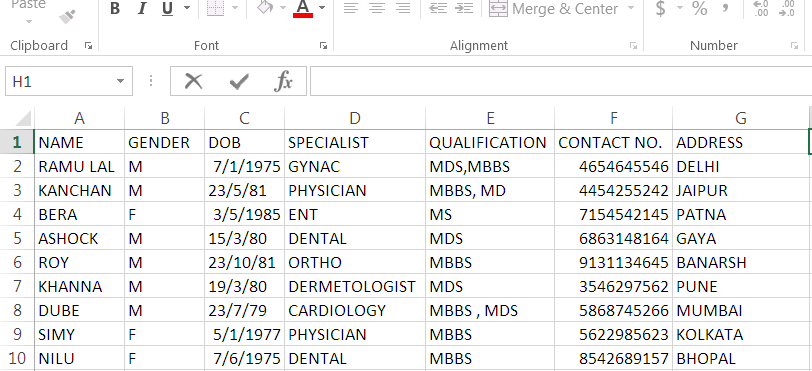 Paste
B I U A
Merge & Center $ % , ←.0 .00 .00 →.0
Clipboard Font Alignment Number
H1 fx
A B C D E F G
1 NAME GENDER DOB SPECIALIST QUALIFICATION CONTACT NO. ADDRESS
2 RAMU LAL M 7/1/1975 GYNAC MDS,MBBS 4654645546 DELHI
3 KANCHAN M 23/5/81 PHYSICIAN MBBS, MD 4454255242 JAIPUR
4 BERA F 3/5/1985 ENT MS 7154542145 PATNA
5 ASHOCK M 15/3/80 DENTAL MDS 6863148164 GAYA
6 ROY M 23/10/81 ORTHO MBBS 9131134645 BANARSH
7 KHANNA M 19/3/80 DERMETOLOGIST MDS 3546297562 PUNE
8 DUBE M 23/7/79 CARDIOLOGY MBBS , MDS 5868745266 MUMBAI
9 SIMY F 5/1/1977 PHYSICIAN MBBS 5622985623 KOLKATA
10 NILU F 7/6/1975 DENTAL MBBS 8542689157 BHOPAL